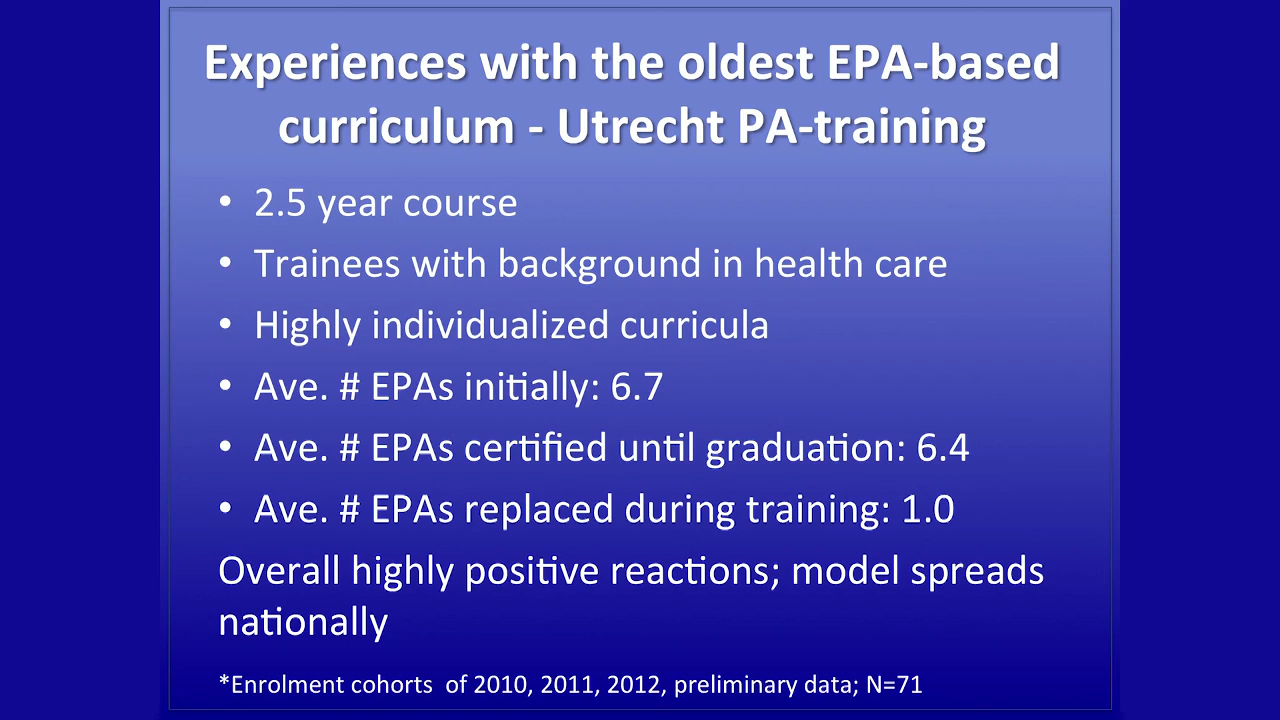 Experiences with the oldest EPA-based
curriculum - Utrecht PA-training
• 2.5 year course
• Trainees with background in health care
• Highly individualized curricula
• Ave. # EPAs initially: 6.7
• Ave. # EPAs certified until graduation: 6.4
• Ave. # EPAs replaced during training: 1.0
Overall highly positive reactions; model spreads
nationally
*Enrolment cohorts of 2010, 2011, 2012, preliminary data; N=71